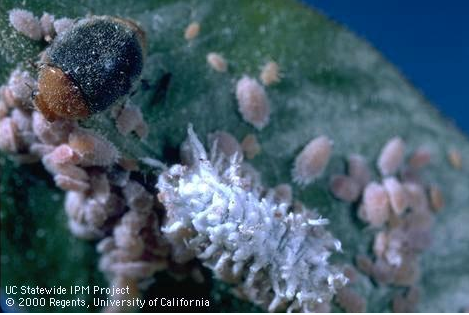 UC Statewide IPM Project
© 2000 Regents, University of California